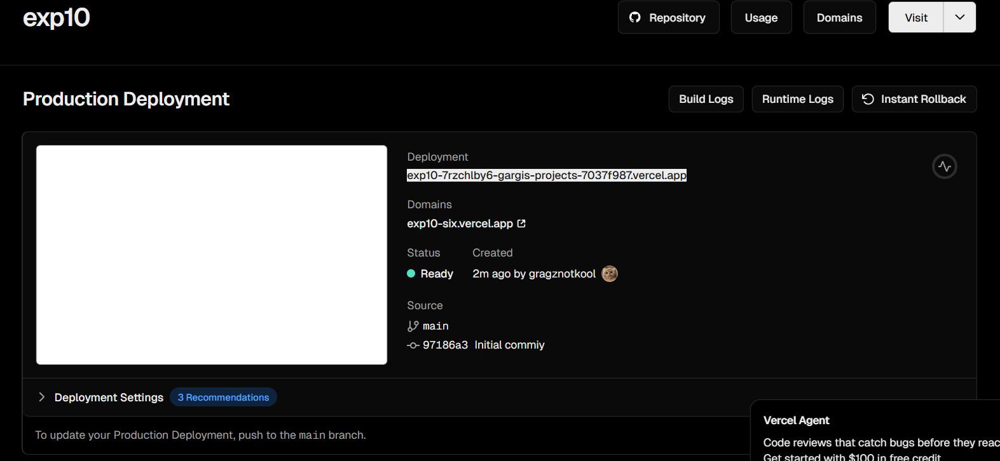 exp10
Repository
Usage
Domains
Visit
Production Deployment
Build Logs
Runtime Logs
Instant Rollback
Deployment
exp10-7rzchlby6-gargis-projects-7037f987.vercel.app
Domains
exp10-six.vercel.app
Status Created
Ready 2m ago by gragznotkool
Source
main
97186a3 Initial commiy
Deployment Settings 3 Recommendations
To update your Production Deployment, push to the main branch.
Vercel Agent
Code reviews that catch bugs before they reac
Get started with $100 in free credit